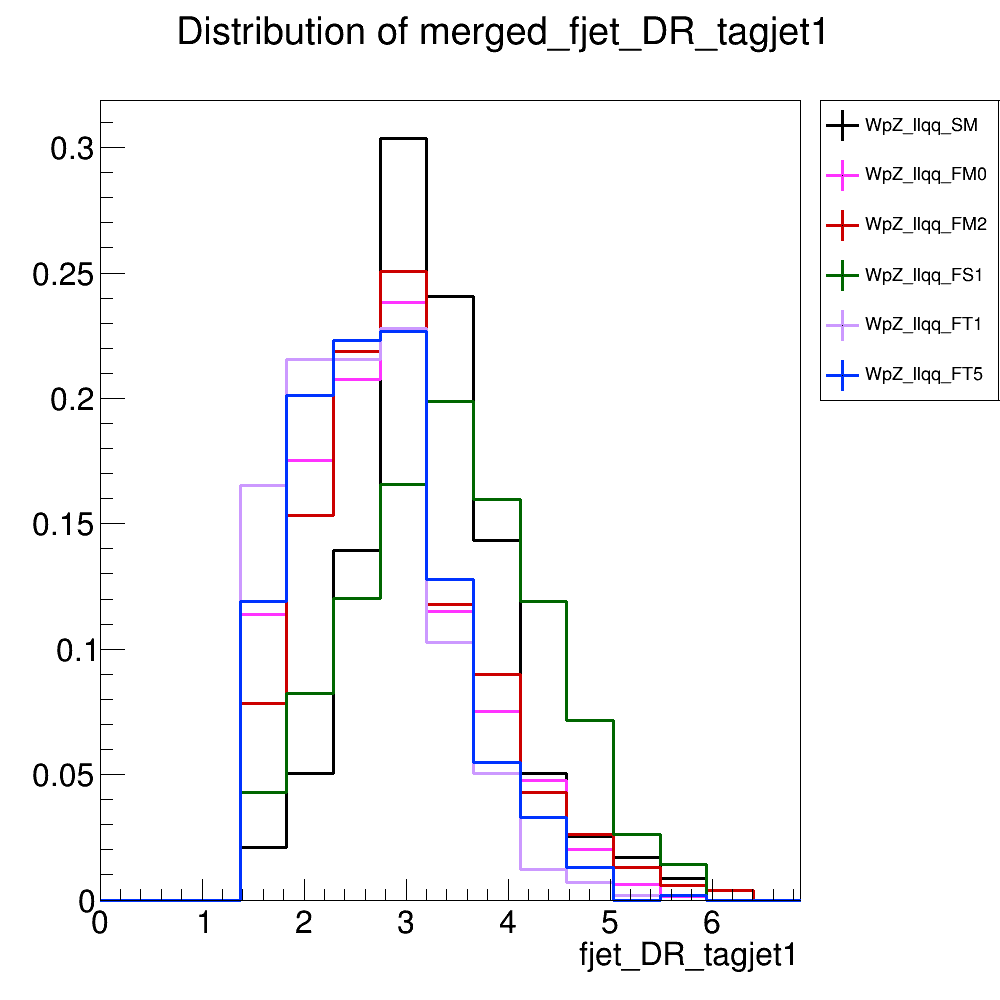 Distribution of merged_fjet_DR_tagjet1
WpZ_llqq_SM
WpZ_llqq_FM0
WpZ_llqq_FM2
WpZ_llqq_FS1
WpZ_llqq_FT1
WpZ_llqq_FT5
0.3
0.25
0.2
0.15
0.1
0.05
0
0 1 2 3 4 5 6
fjet_DR_tagjet1